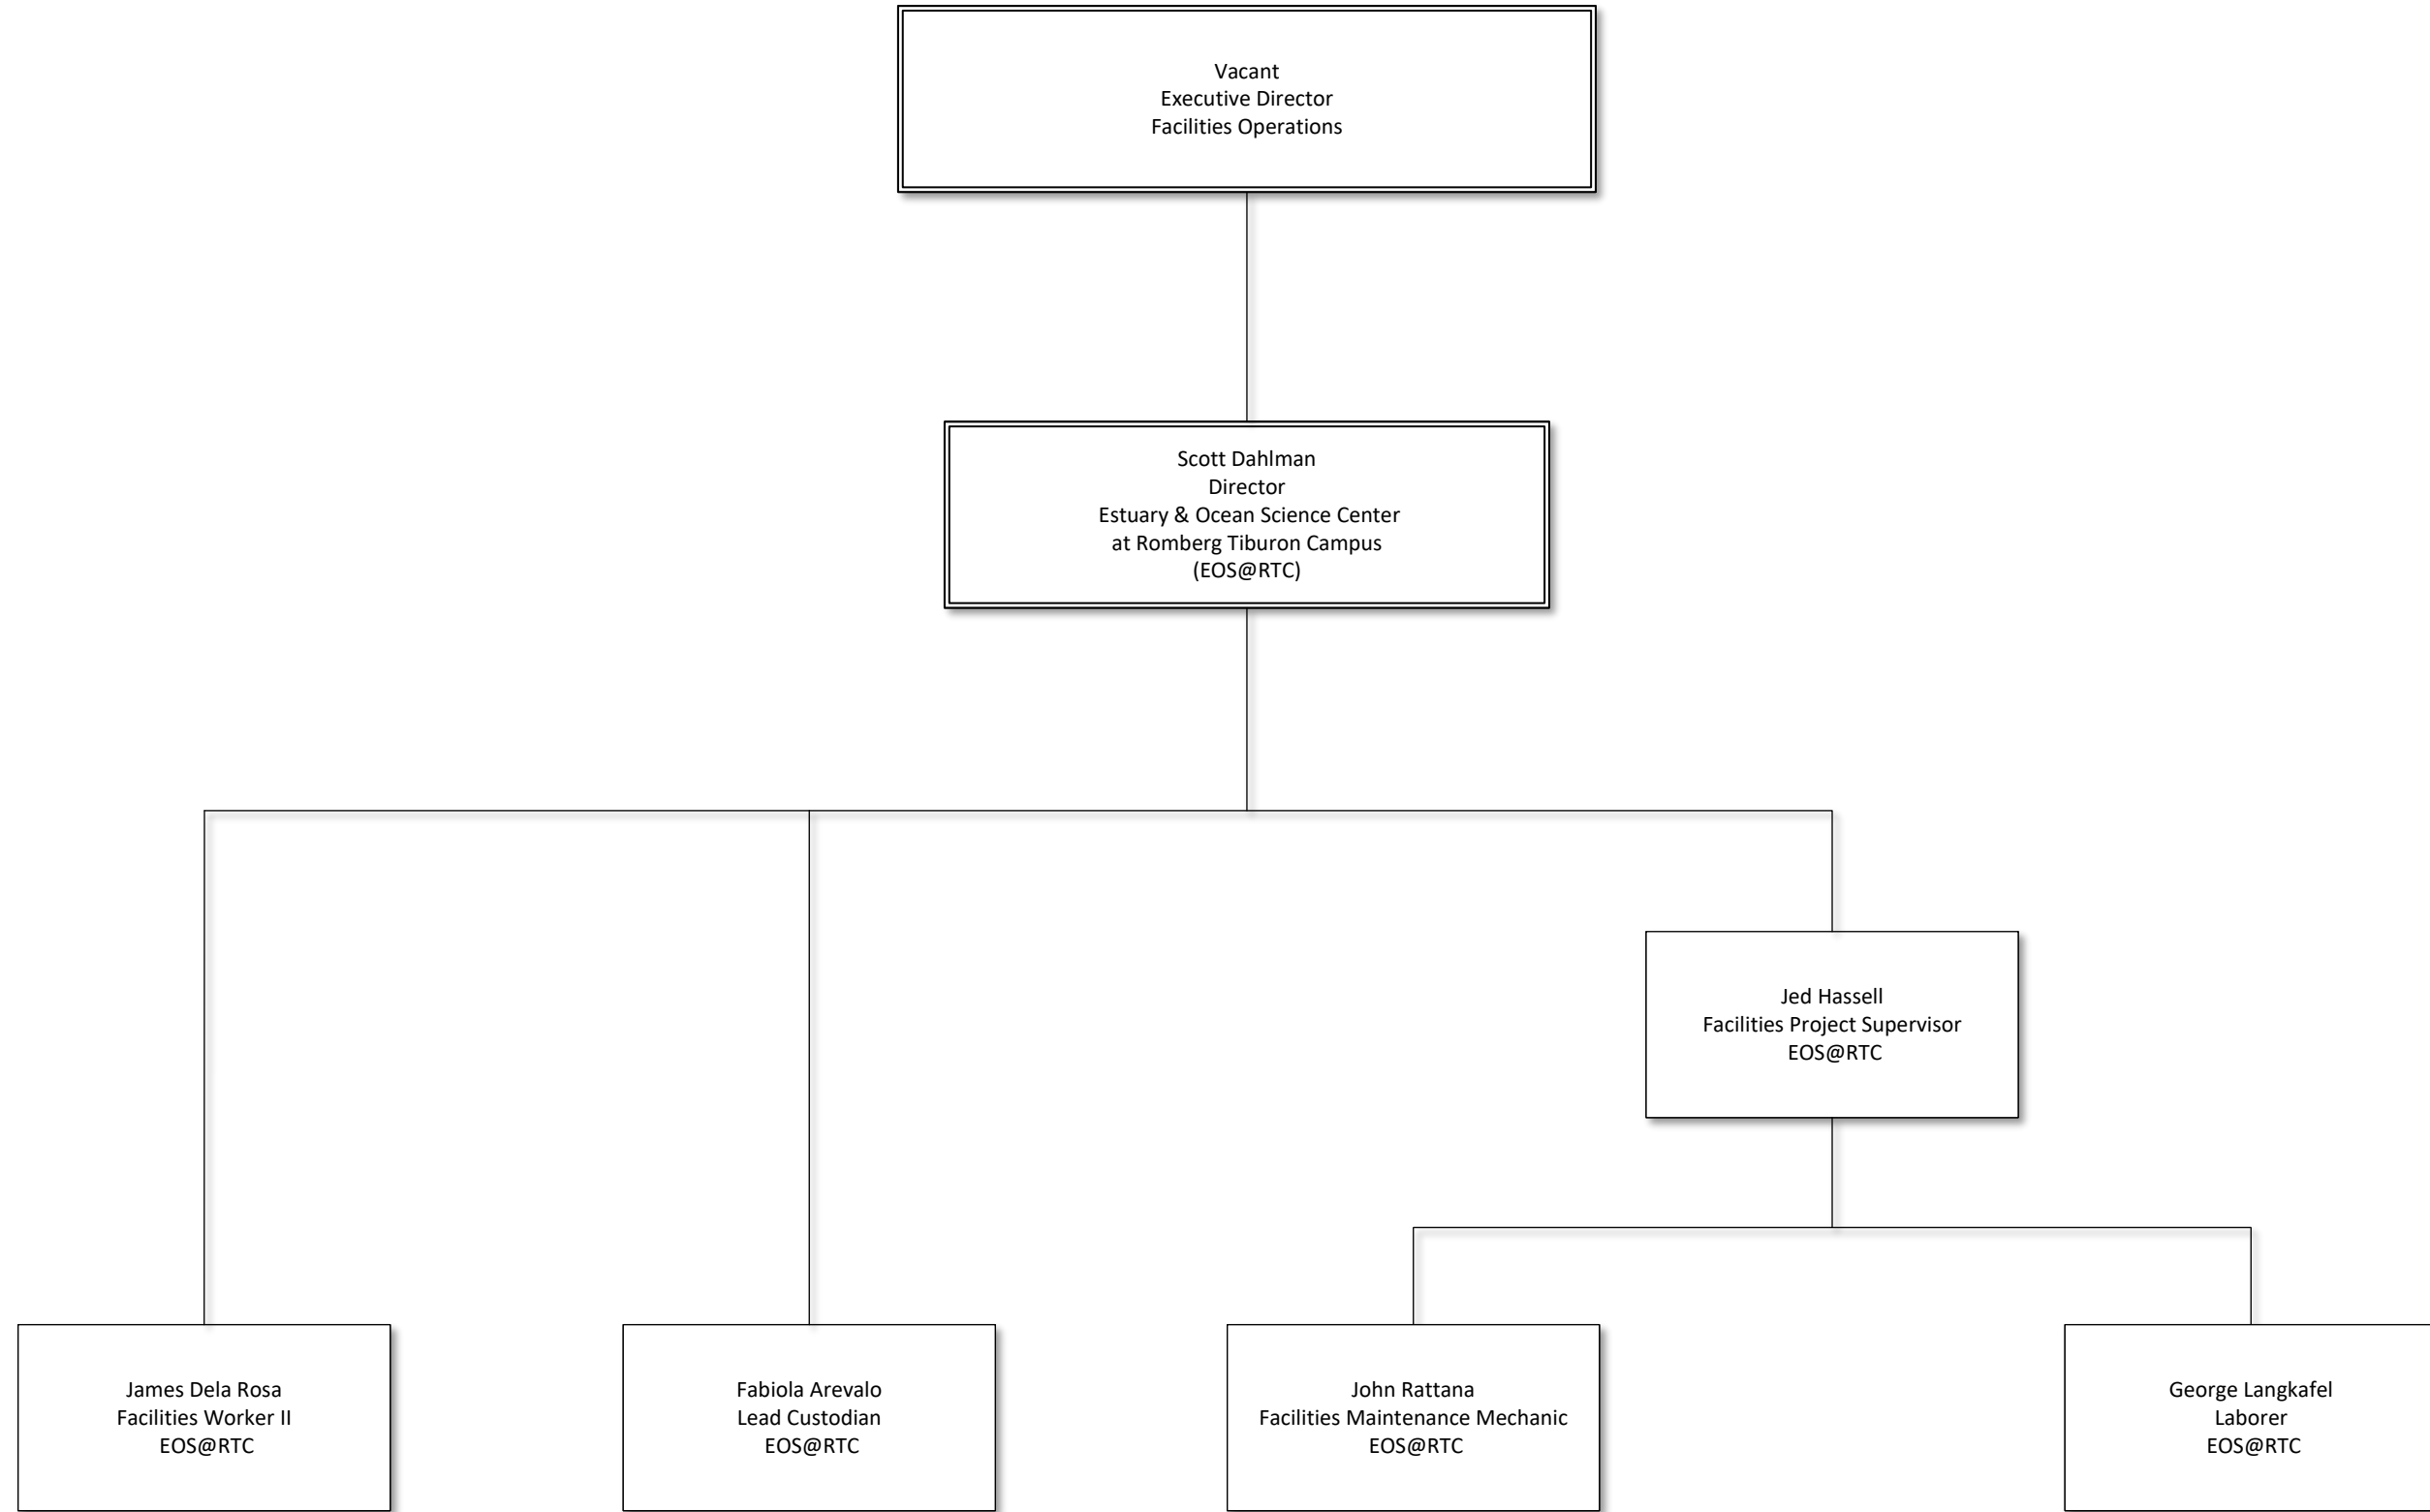 Vacant
Executive Director
Facilities Operations
Scott Dahlman
Director
Estuary & Ocean Science Center
at Romberg Tiburon Campus
(EOS@RTC)
Jed Hassell
Facilities Project Supervisor
EOS@RTC
James Dela Rosa
Facilities Worker II
EOS@RTC
Fabiola Arevalo
Lead Custodian
EOS@RTC
John Rattana
Facilities Maintenance Mechanic
EOS@RTC
George Langkafel
Laborer
EOS@RTC